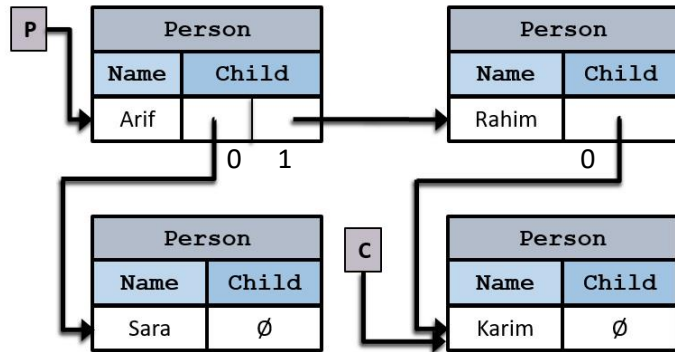 P
Person
Name Child
Arif
0 1
Person
Name Child
Rahim
0
Person
Name Child
Sara Ø
C
Person
Name Child
Karim Ø